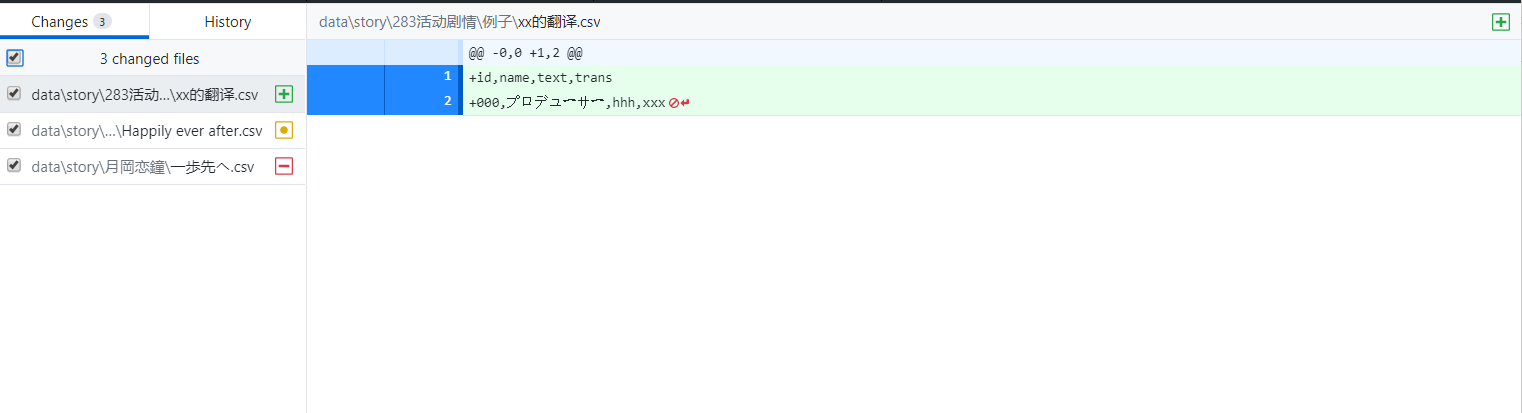 Changes 3
History
3 changed files
data\story\283活动...\xx的翻译.csv
data\story\...\Happily ever after.csv
data\story\月岡恋鐘\一歩先へ.csv
data\story\283活动剧情\例子\xx的翻译.csv
@@ -0,0 +1,2 @@
1 +id,name,text,trans
2 +000,プロデューサー,hhh,xxx